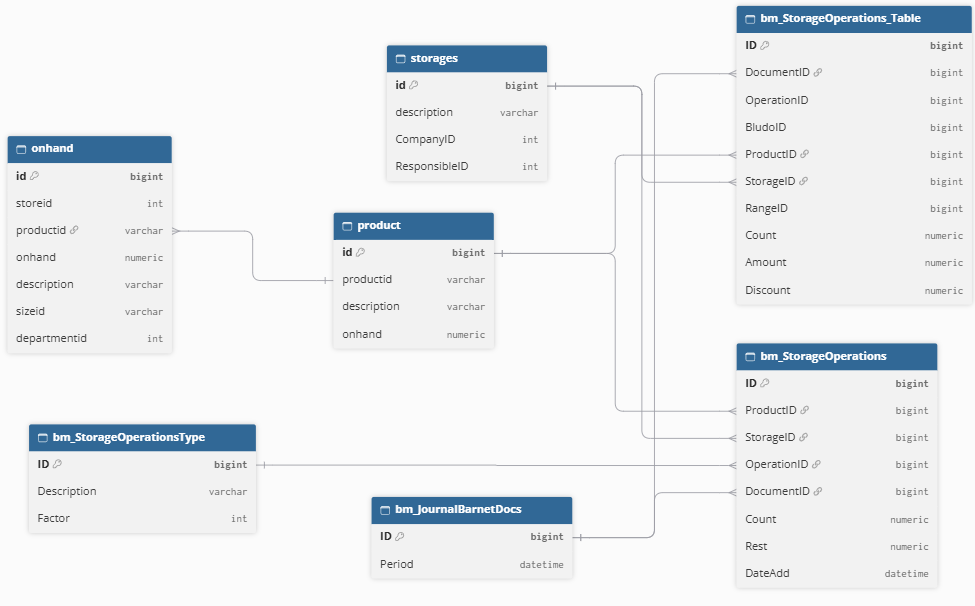 storages
id bigint
description varchar
CompanyID int
ResponsibleID int
onhand
id bigint
storeid int
productid varchar
onhand numeric
description varchar
sizeid varchar
departmentid int
product
id bigint
productid varchar
description varchar
onhand numeric
bm_StorageOperations_Table
ID bigint
DocumentID bigint
OperationID bigint
BludoID bigint
ProductID bigint
StorageID bigint
RangeID bigint
Count numeric
Amount numeric
Discount numeric
bm_StorageOperationsType
ID bigint
Description varchar
Factor int
bm_JournalBarnetDocs
ID bigint
Period datetime
bm_StorageOperations
ID bigint
ProductID bigint
StorageID bigint
OperationID bigint
DocumentID bigint
Count numeric
Rest numeric
DateAdd datetime